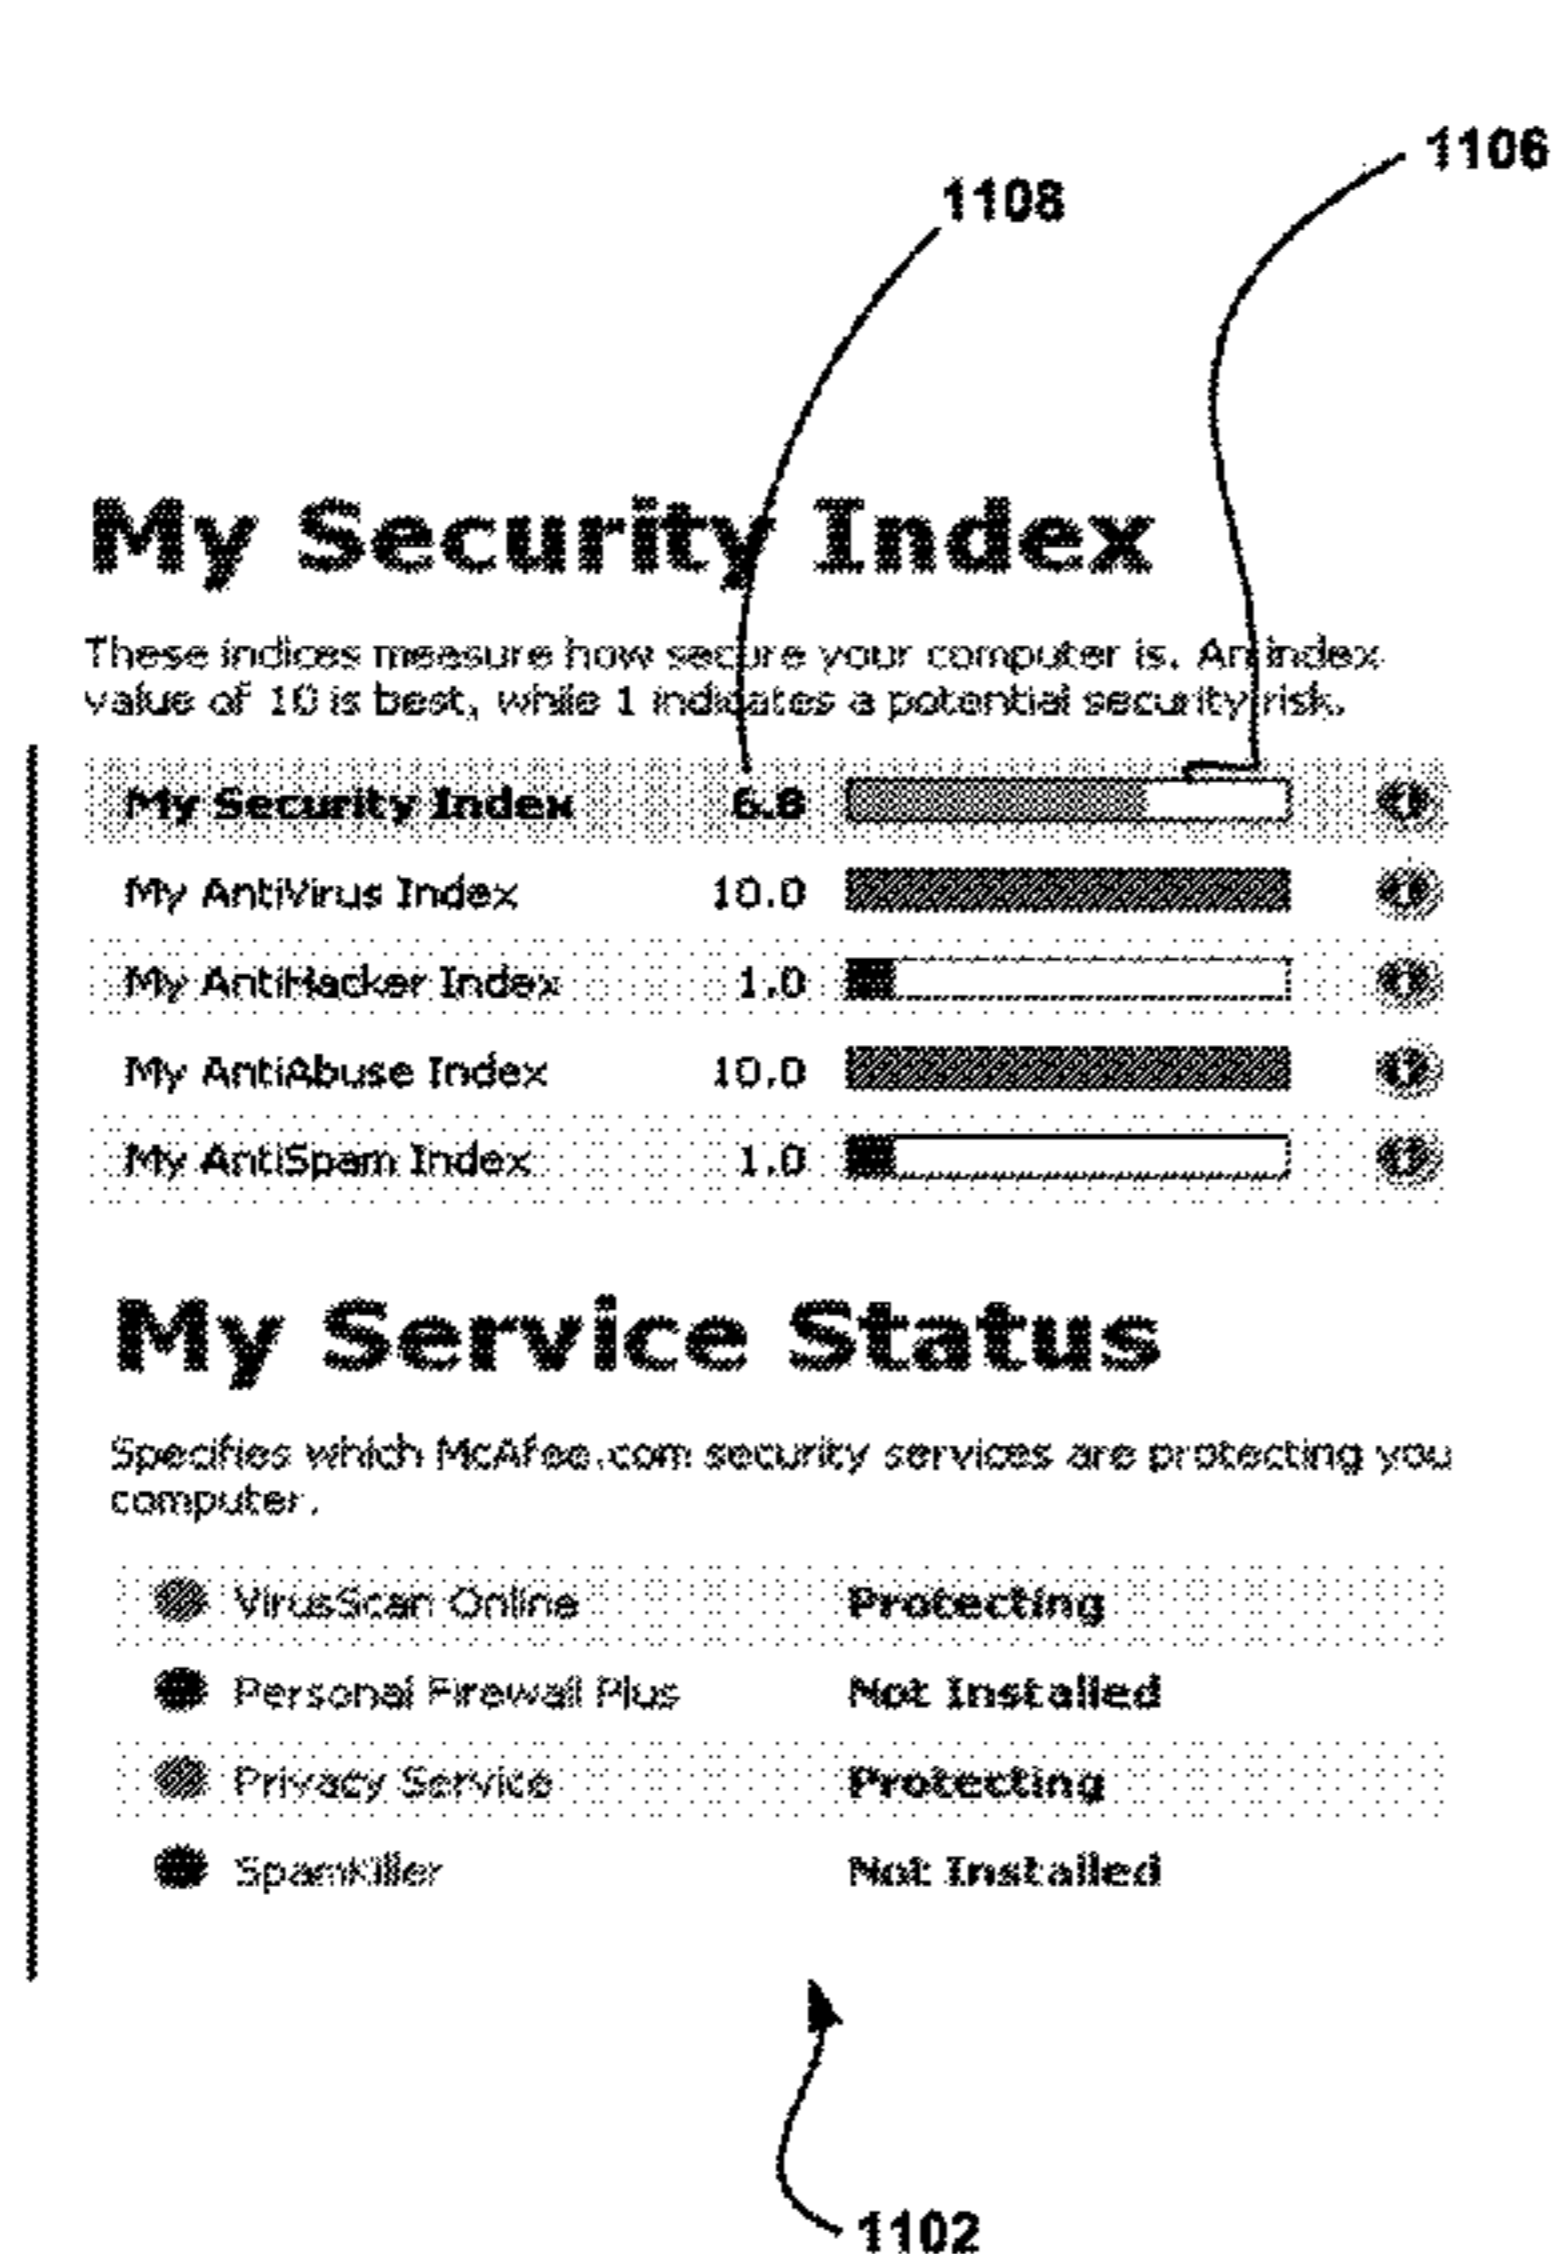 1106
1108
My Security Index
These indices measure how secure your computer is. An index
value of 10 is best, while 1 indicates a potential security risk.
My Security Index 6.8
My AntiVirus Index 10.0
My AntiHacker Index 1.0
My AntiAbuse Index 10.0
My AntiSpam Index 1.0
My Service Status
Specifies which McAfee.com security services are protecting you
computer.
VirusScan Online Protecting
Personal Firewall Plus Not Installed
Privacy Service Protecting
SpamKiller Not Installed
1102